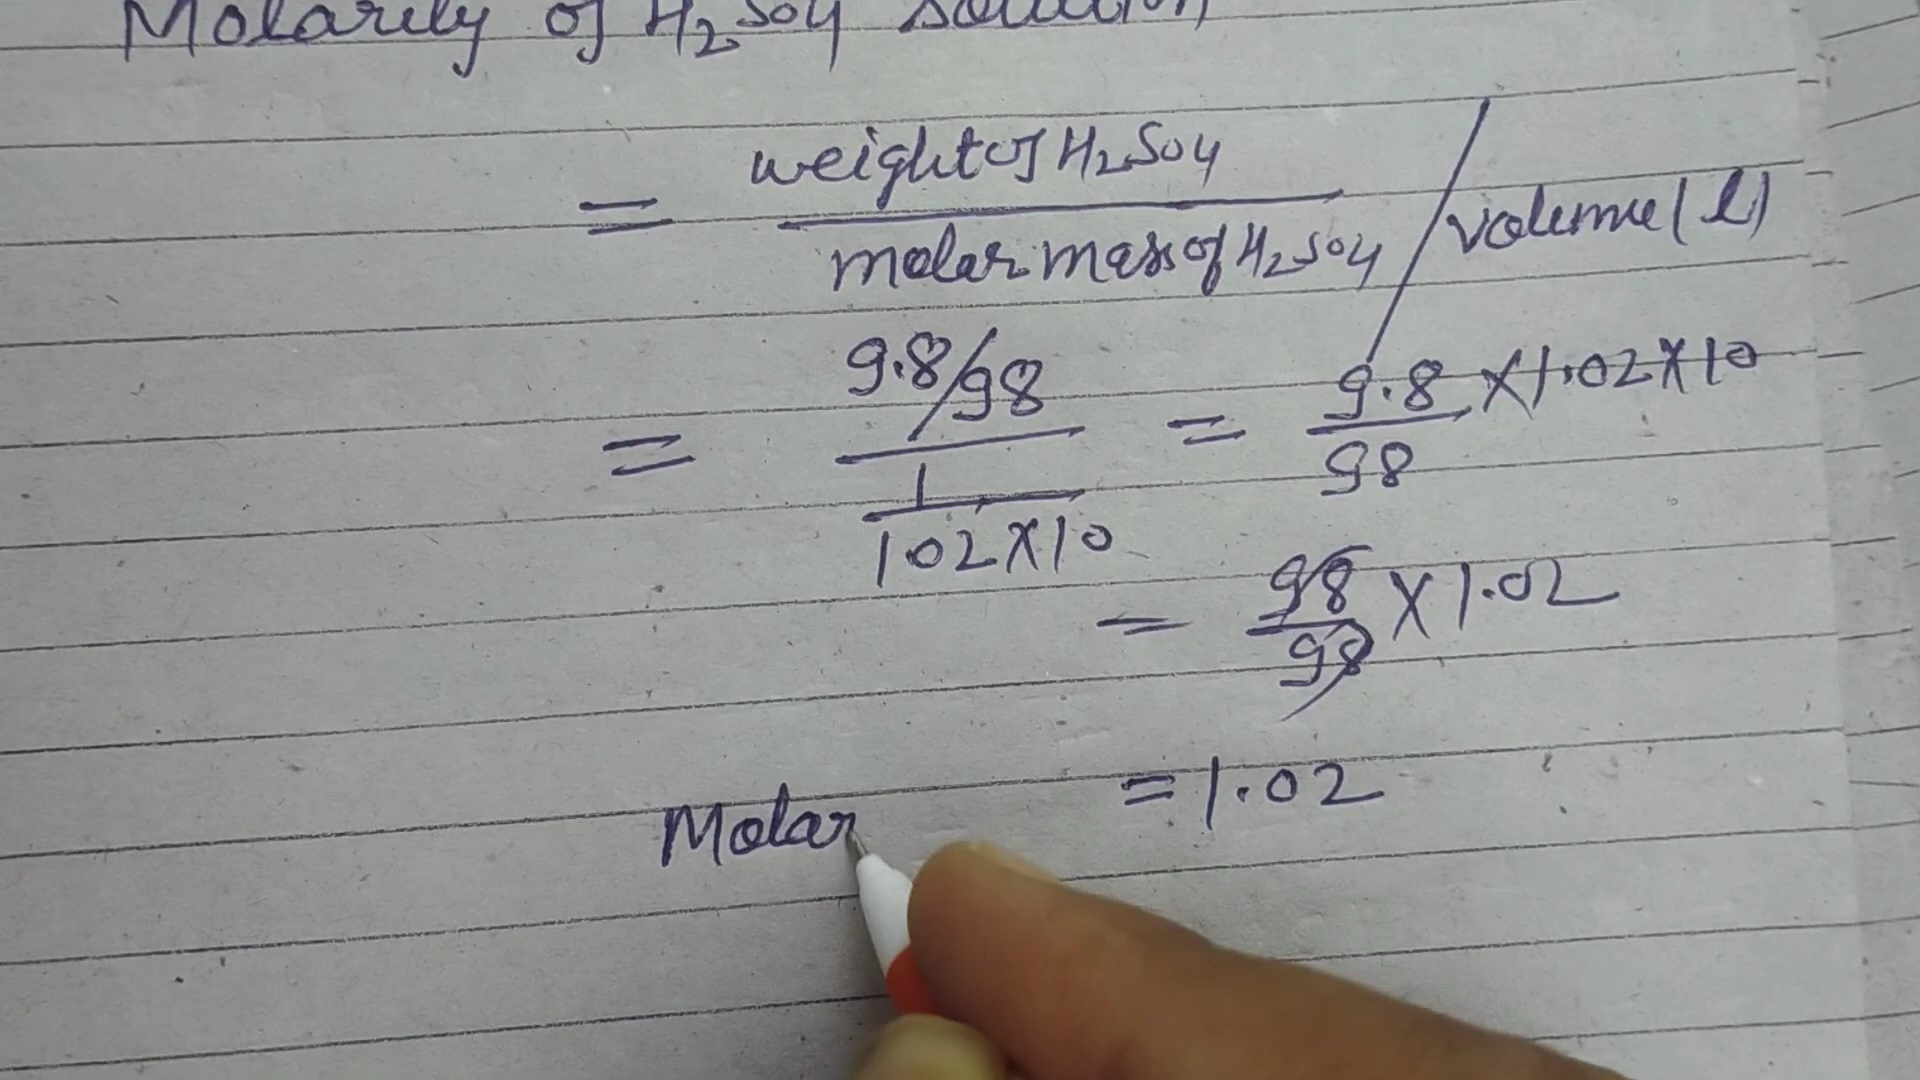 Molarity of H2SO4 solution
= weight of H2SO4
molar mass of H2SO4 / volume (l)
= 9.8/98 = 9.8 × 1.02 × 10
1 98
1.02 × 10
= 98 × 1.02
98
= 1.02
Molar